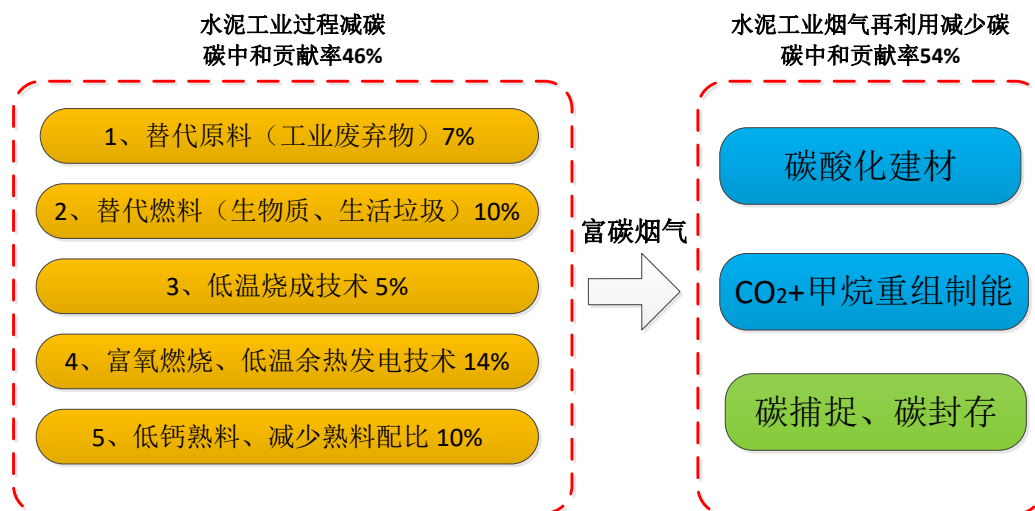 水泥工业过程减碳
碳中和贡献率46%
1、替代原料（工业废弃物）7%
2、替代燃料（生物质、生活垃圾）10%
3、低温烧成技术 5%
4、富氧燃烧、低温余热发电技术 14%
5、低钙熟料、减少熟料配比 10%
富碳烟气
水泥工业烟气再利用减少碳
碳中和贡献率54%
碳酸化建材
CO₂+甲烷重组制能
碳捕捉、碳封存